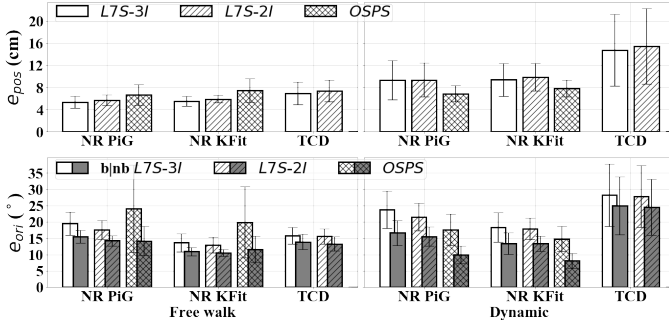 L7S-3I L7S-2I OSPS
e_pos (cm)
20
16
12
8
4
0
NR PiG NR KFit TCD NR PiG NR KFit TCD
b|nb L7S-3I L7S-2I OSPS
e_ori (°)
35
30
25
20
15
10
5
0
NR PiG NR KFit TCD NR PiG NR KFit TCD
Free walk Dynamic